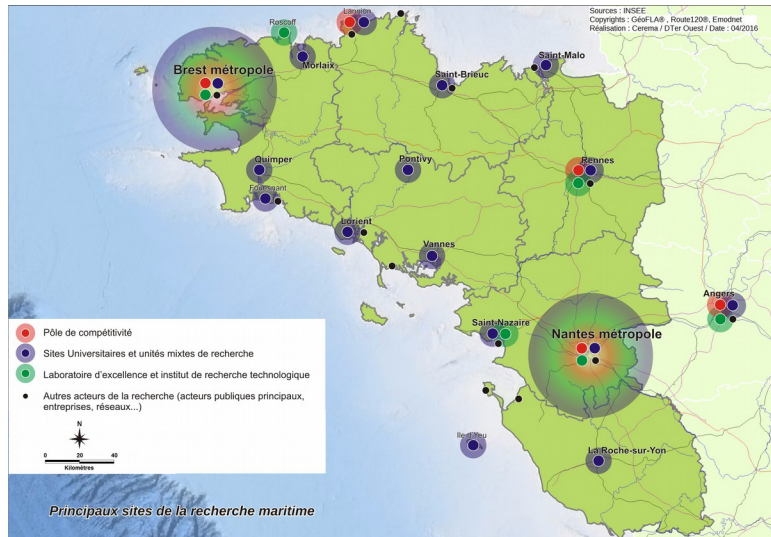 Sources : INSEE
Copyrights : GéoFLA® , Route120®, Emodnet
Réalisation : Cerema / DTer Ouest / Date : 04/2016
Roscoff
Lannion
Morlaix
Saint-Malo
Brest métropole
Saint-Brieuc
Quimper
Pontivy
Rennes
Fouesnant
Lorient
Vannes
Angers
Saint-Nazaire
Nantes métropole
Pôle de compétitivité
Sites Universitaires et unités mixtes de recherche
Laboratoire d'excellence et institut de recherche technologique
Autres acteurs de la recherche (acteurs publiques principaux,
entreprises, réseaux...)
N
0 20 40
Kilomètres
Ile d'Yeu
La Roche-sur-Yon
Principaux sites de la recherche maritime